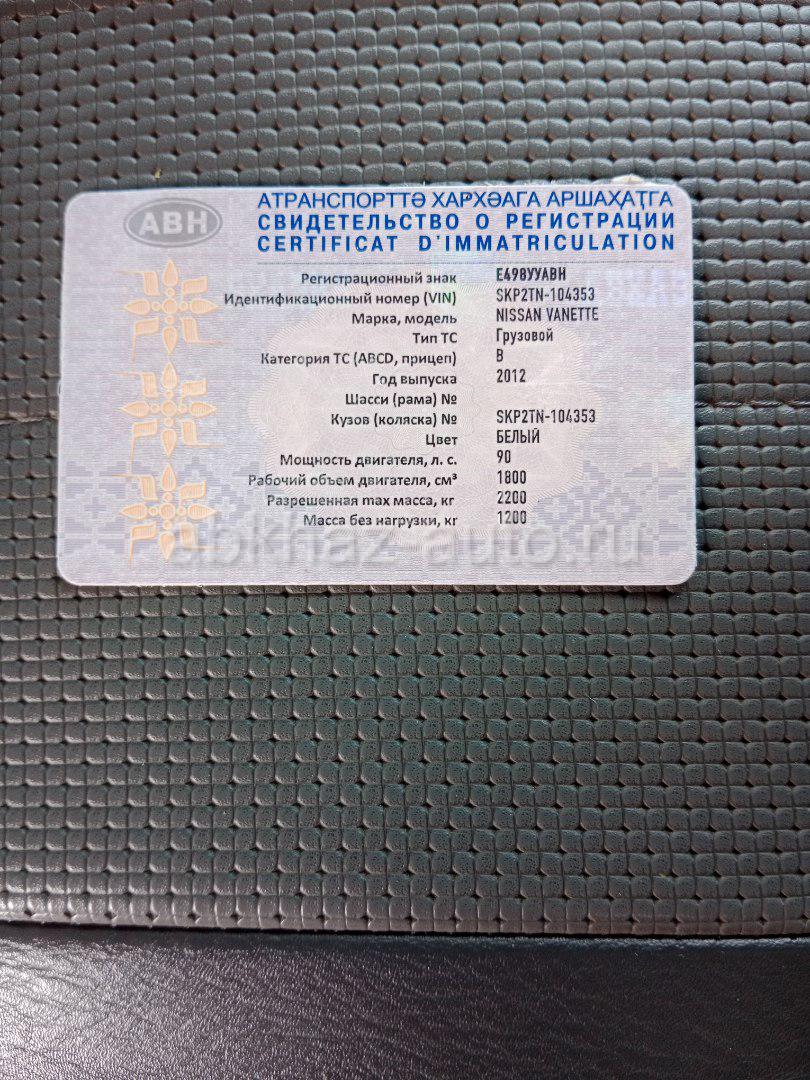 ABH
АТРАНСПОРТТӘ ХАРХӘАГА АРШАҲАҬГА
СВИДЕТЕЛЬСТВО О РЕГИСТРАЦИИ
CERTIFICAT D'IMMATRICULATION
Регистрационный знак E498УУABH
Идентификационный номер (VIN) SKP2TN-104353
Марка, модель NISSAN VANETTE
Тип ТС Грузовой
Категория ТС (ABCD, прицеп) B
Год выпуска 2012
Шасси (рама) №
Кузов (коляска) № SKP2TN-104353
Цвет БЕЛЫЙ
Мощность двигателя, л. с. 90
Рабочий объем двигателя, см³ 1800
Разрешенная max масса, кг 2200
Масса без нагрузки, кг 1200
abkhaz-auto.ru